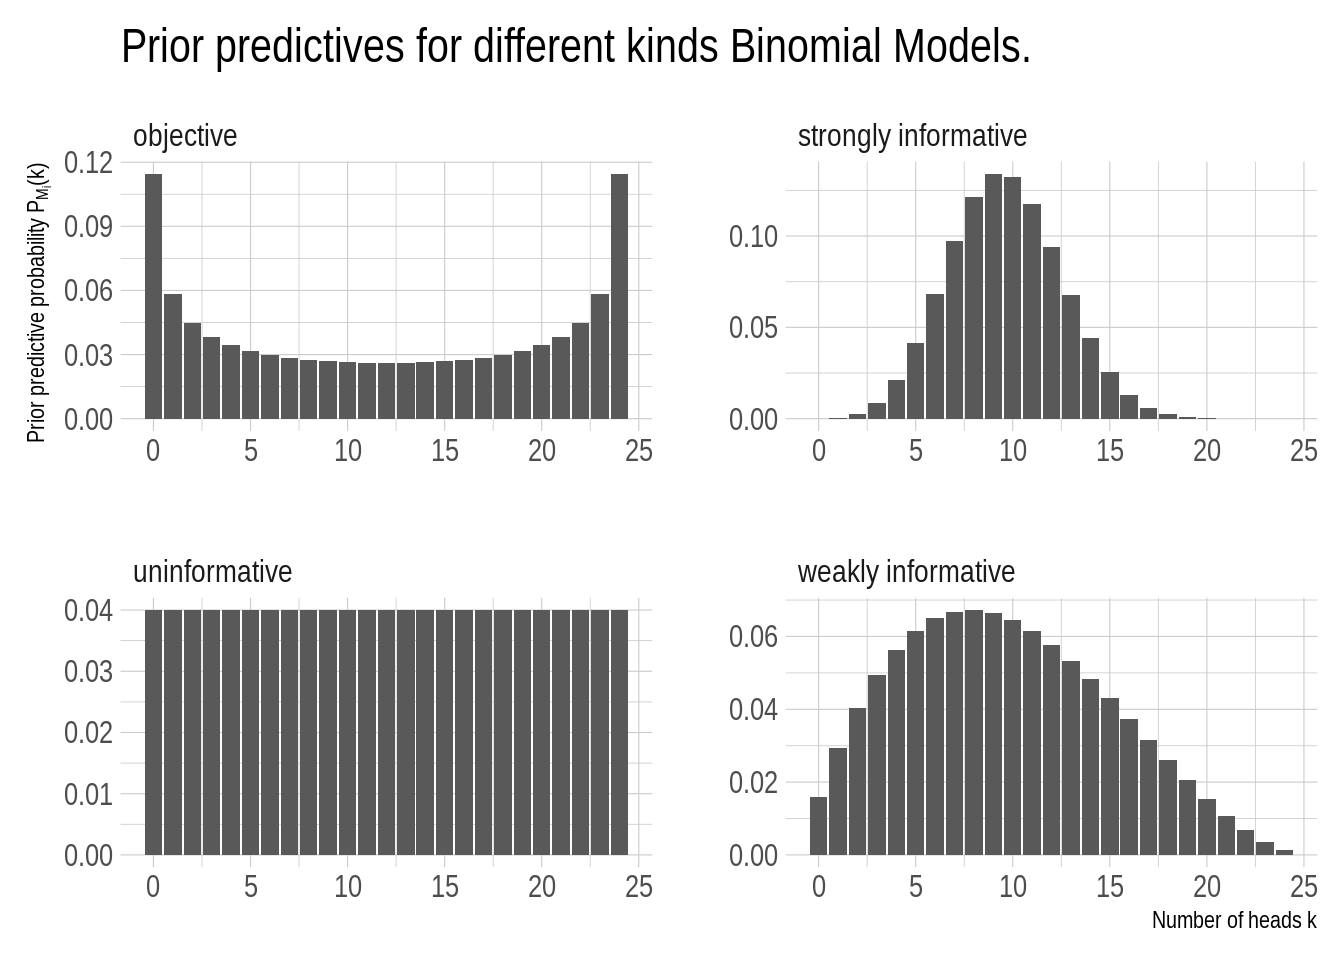 Prior predictives for different kinds Binomial Models.
objective
strongly informative
Prior predictive probability PMi(k)
0.12
0.09
0.06
0.03
0.00
0 5 10 15 20 25
0.10
0.05
0.00
0 5 10 15 20 25
uninformative
weakly informative
0.04
0.03
0.02
0.01
0.00
0 5 10 15 20 25
0.06
0.04
0.02
0.00
0 5 10 15 20 25
Number of heads k